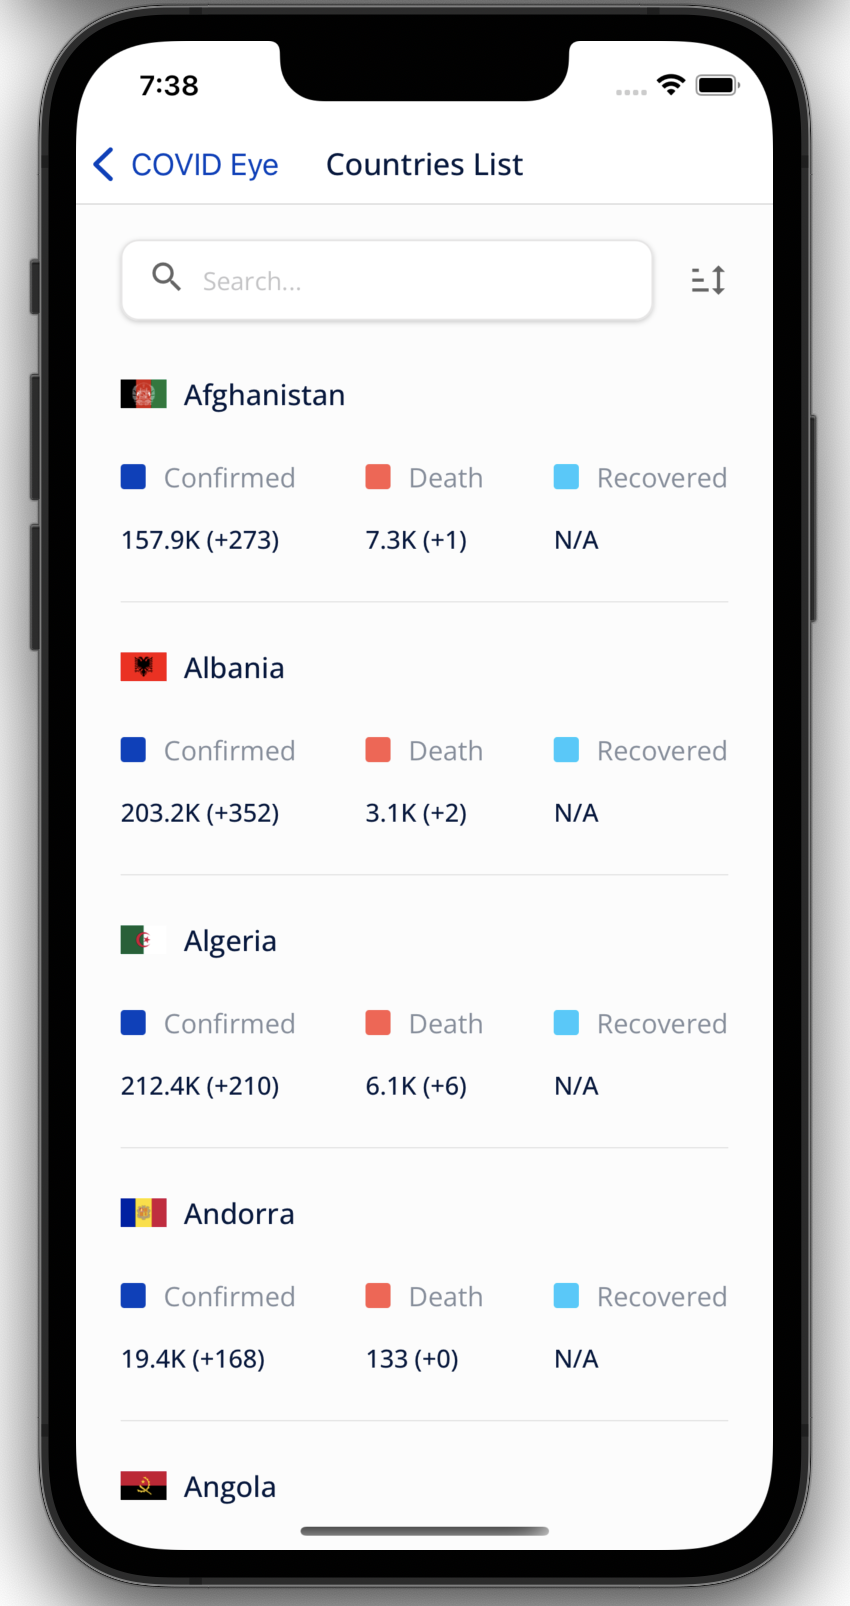 7:38
COVID Eye Countries List
Search...
Afghanistan
Confirmed Death Recovered
157.9K (+273) 7.3K (+1) N/A
Albania
Confirmed Death Recovered
203.2K (+352) 3.1K (+2) N/A
Algeria
Confirmed Death Recovered
212.4K (+210) 6.1K (+6) N/A
Andorra
Confirmed Death Recovered
19.4K (+168) 133 (+0) N/A
Angola